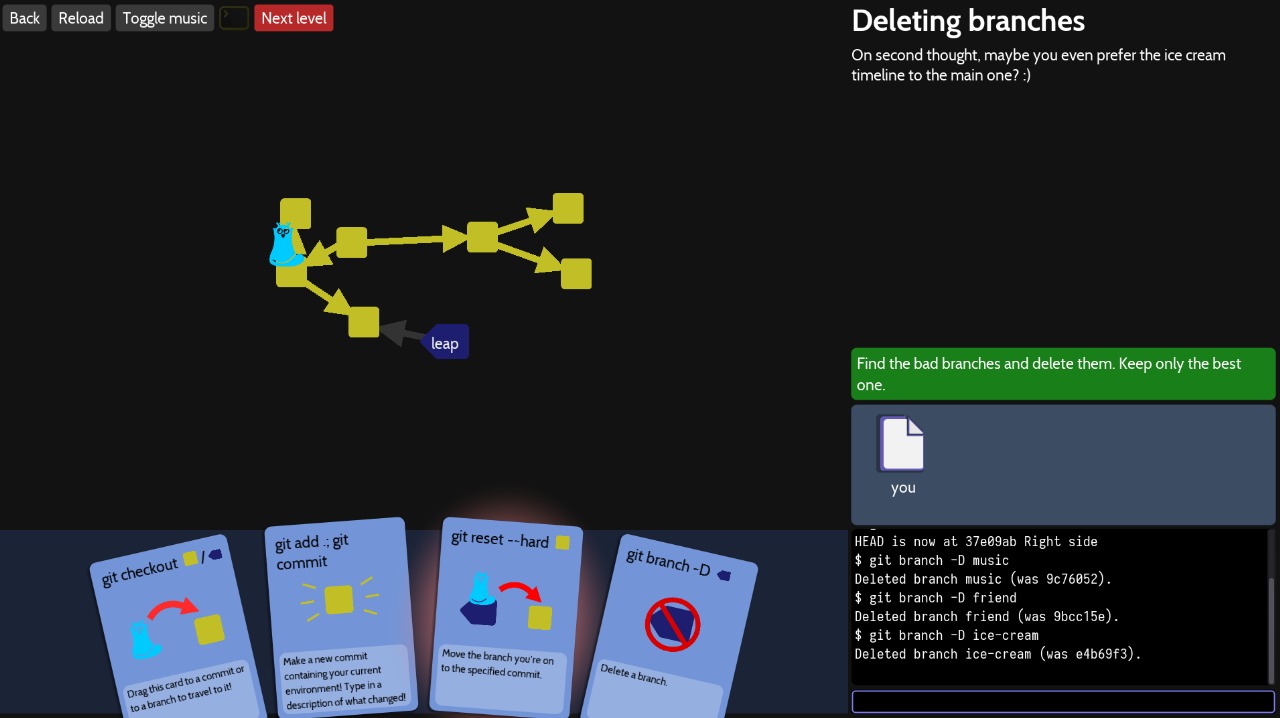 Back Reload Toggle music Next level
Deleting branches
On second thought, maybe you even prefer the ice cream
timeline to the main one? :)
leap
Find the bad branches and delete them. Keep only the best
one.
you
HEAD is now at 37e09ab Right side
$ git branch -D music
Deleted branch music (was 9c76052).
$ git branch -D friend
Deleted branch friend (was 9bcc15e).
$ git branch -D ice-cream
Deleted branch ice-cream (was e4b69f3).
git checkout /
Drag this card to a commit or
to a branch to travel to it!
git add .; git
commit
Make a new commit
containing your current
environment! Type in a
description of what changed!
git reset --hard
Move the branch you're on
to the specified commit.
git branch -D
Delete a branch.